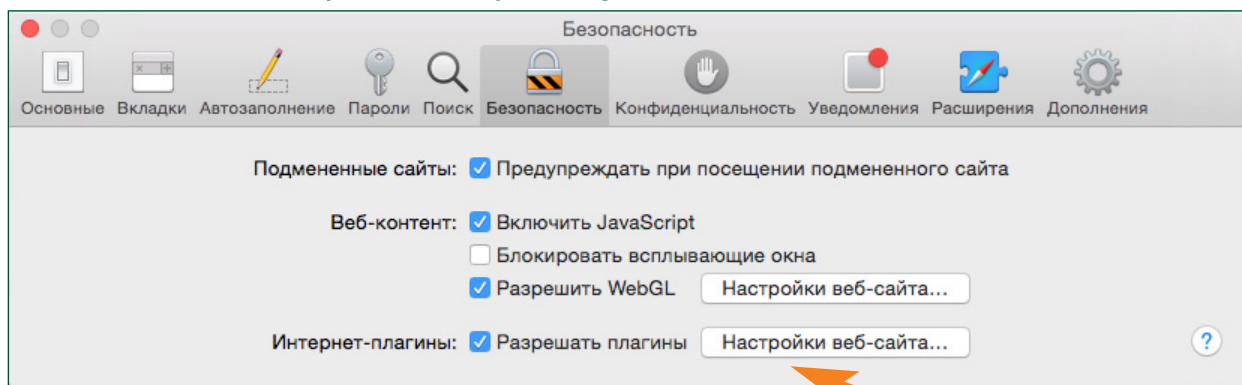 Безопасность
Основные Вкладки Автозаполнение Пароли Поиск Безопасность Конфиденциальность Уведомления Расширения Дополнения
Подмененные сайты: Предупреждать при посещении подмененного сайта
Веб-контент: Включить JavaScript
Блокировать всплывающие окна
Разрешить WebGL Настройки веб-сайта...
Интернет-плагины: Разрешать плагины Настройки веб-сайта... ?